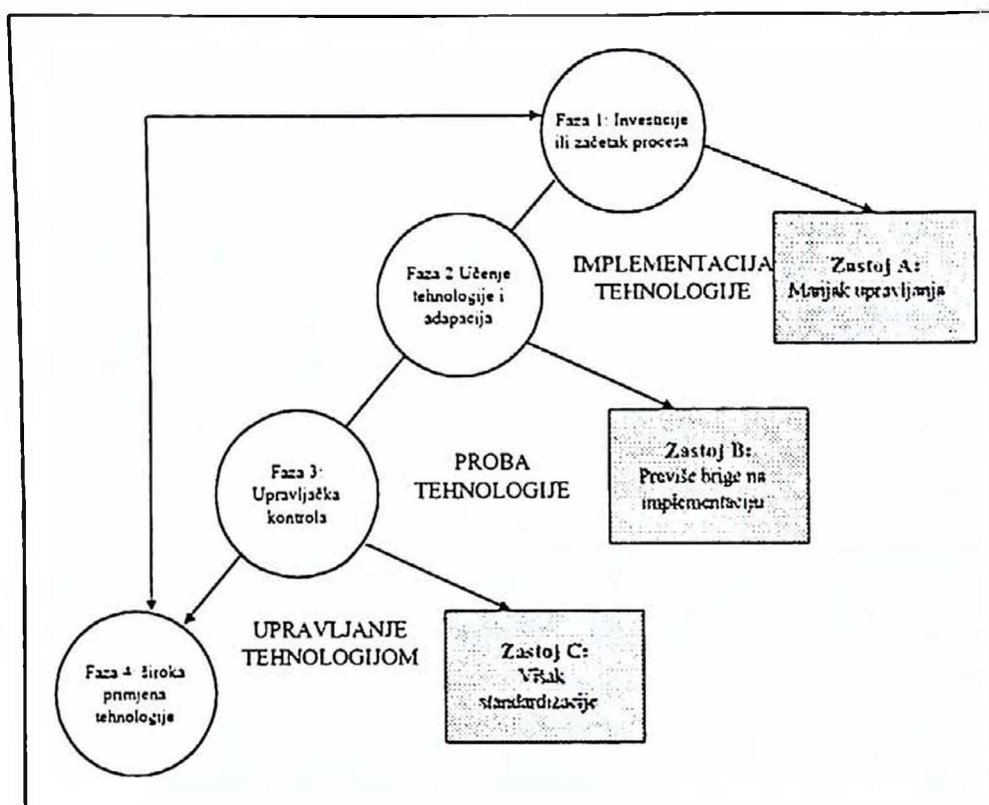 Faza 1: Investicije
ili začetak procesa
Faza 2 Učenje
tehnologije i
adapacija
IMPLEMENTACIJA
TEHNOLOGIJE
Zastoj A:
Manjak upravljanja
Faza 3:
Upravljačka
kontrola
PROBA
TEHNOLOGIJE
Zastoj B:
Previše brige na
implementaciju
Faza 4: široka
primjena
tehnologije
UPRAVLJANJE
TEHNOLOGIJOM
Zastoj C:
Višak
standardizacije